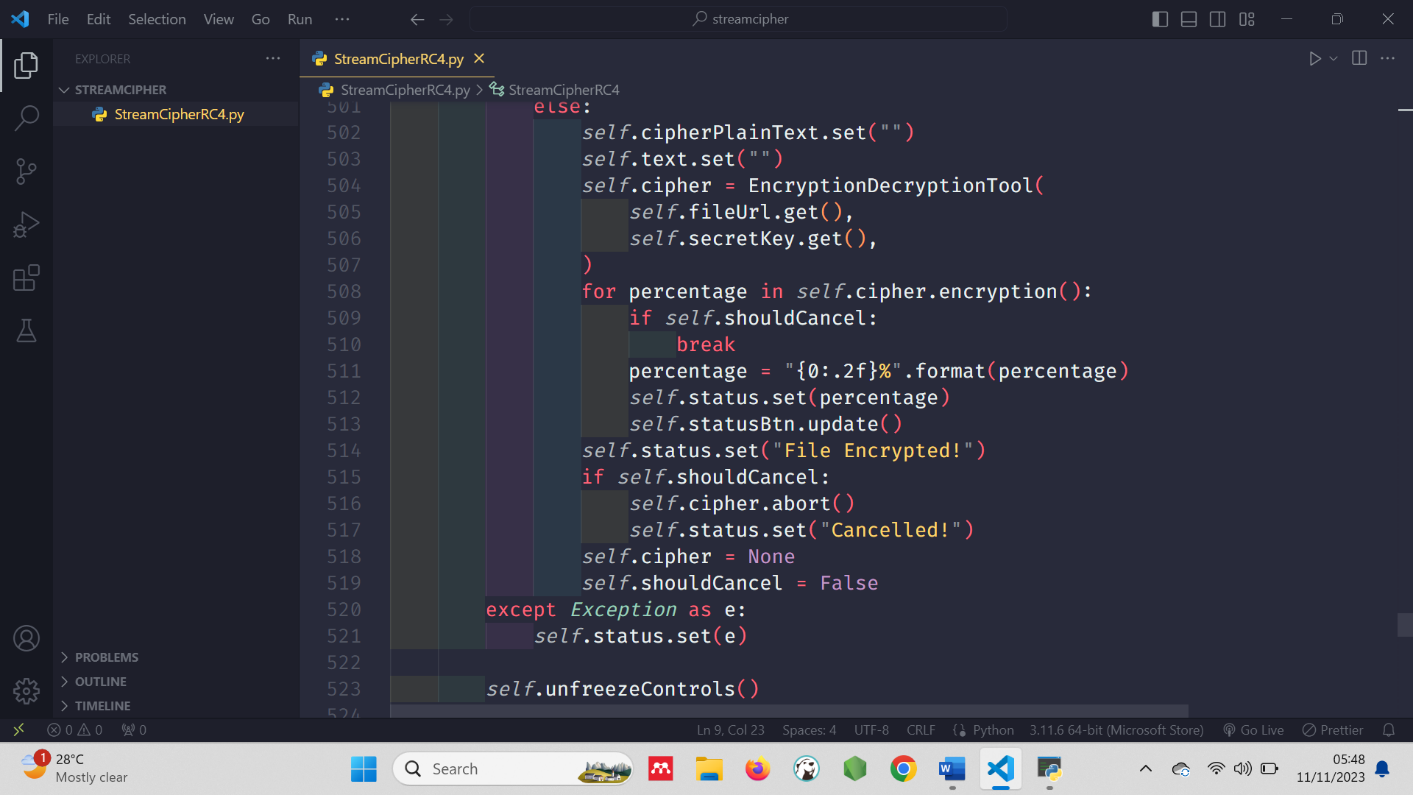 File Edit Selection View Go Run ··· streamcipher
EXPLORER ···
STREAMCIPHER
StreamCipherRC4.py
PROBLEMS
OUTLINE
TIMELINE
StreamCipherRC4.py
StreamCipherRC4.py > StreamCipherRC4
501 else:
502 self.cipherPlainText.set("")
503 self.text.set("")
504 self.cipher = EncryptionDecryptionTool(
505 self.fileUrl.get(),
506 self.secretKey.get(),
507 )
508 for percentage in self.cipher.encryption():
509 if self.shouldCancel:
510 break
511 percentage = "{0:.2f}%".format(percentage)
512 self.status.set(percentage)
513 self.statusBtn.update()
514 self.status.set("File Encrypted!")
515 if self.shouldCancel:
516 self.cipher.abort()
517 self.status.set("Cancelled!")
518 self.cipher = None
519 self.shouldCancel = False
520 except Exception as e:
521 self.status.set(e)
522
523 self.unfreezeControls()
524
0 0 0 Ln 9, Col 23 Spaces: 4 UTF-8 CRLF Python 3.11.6 64-bit (Microsoft Store) Go Live Prettier
1 28°C
Mostly clear
Search
W
05:48
11/11/2023